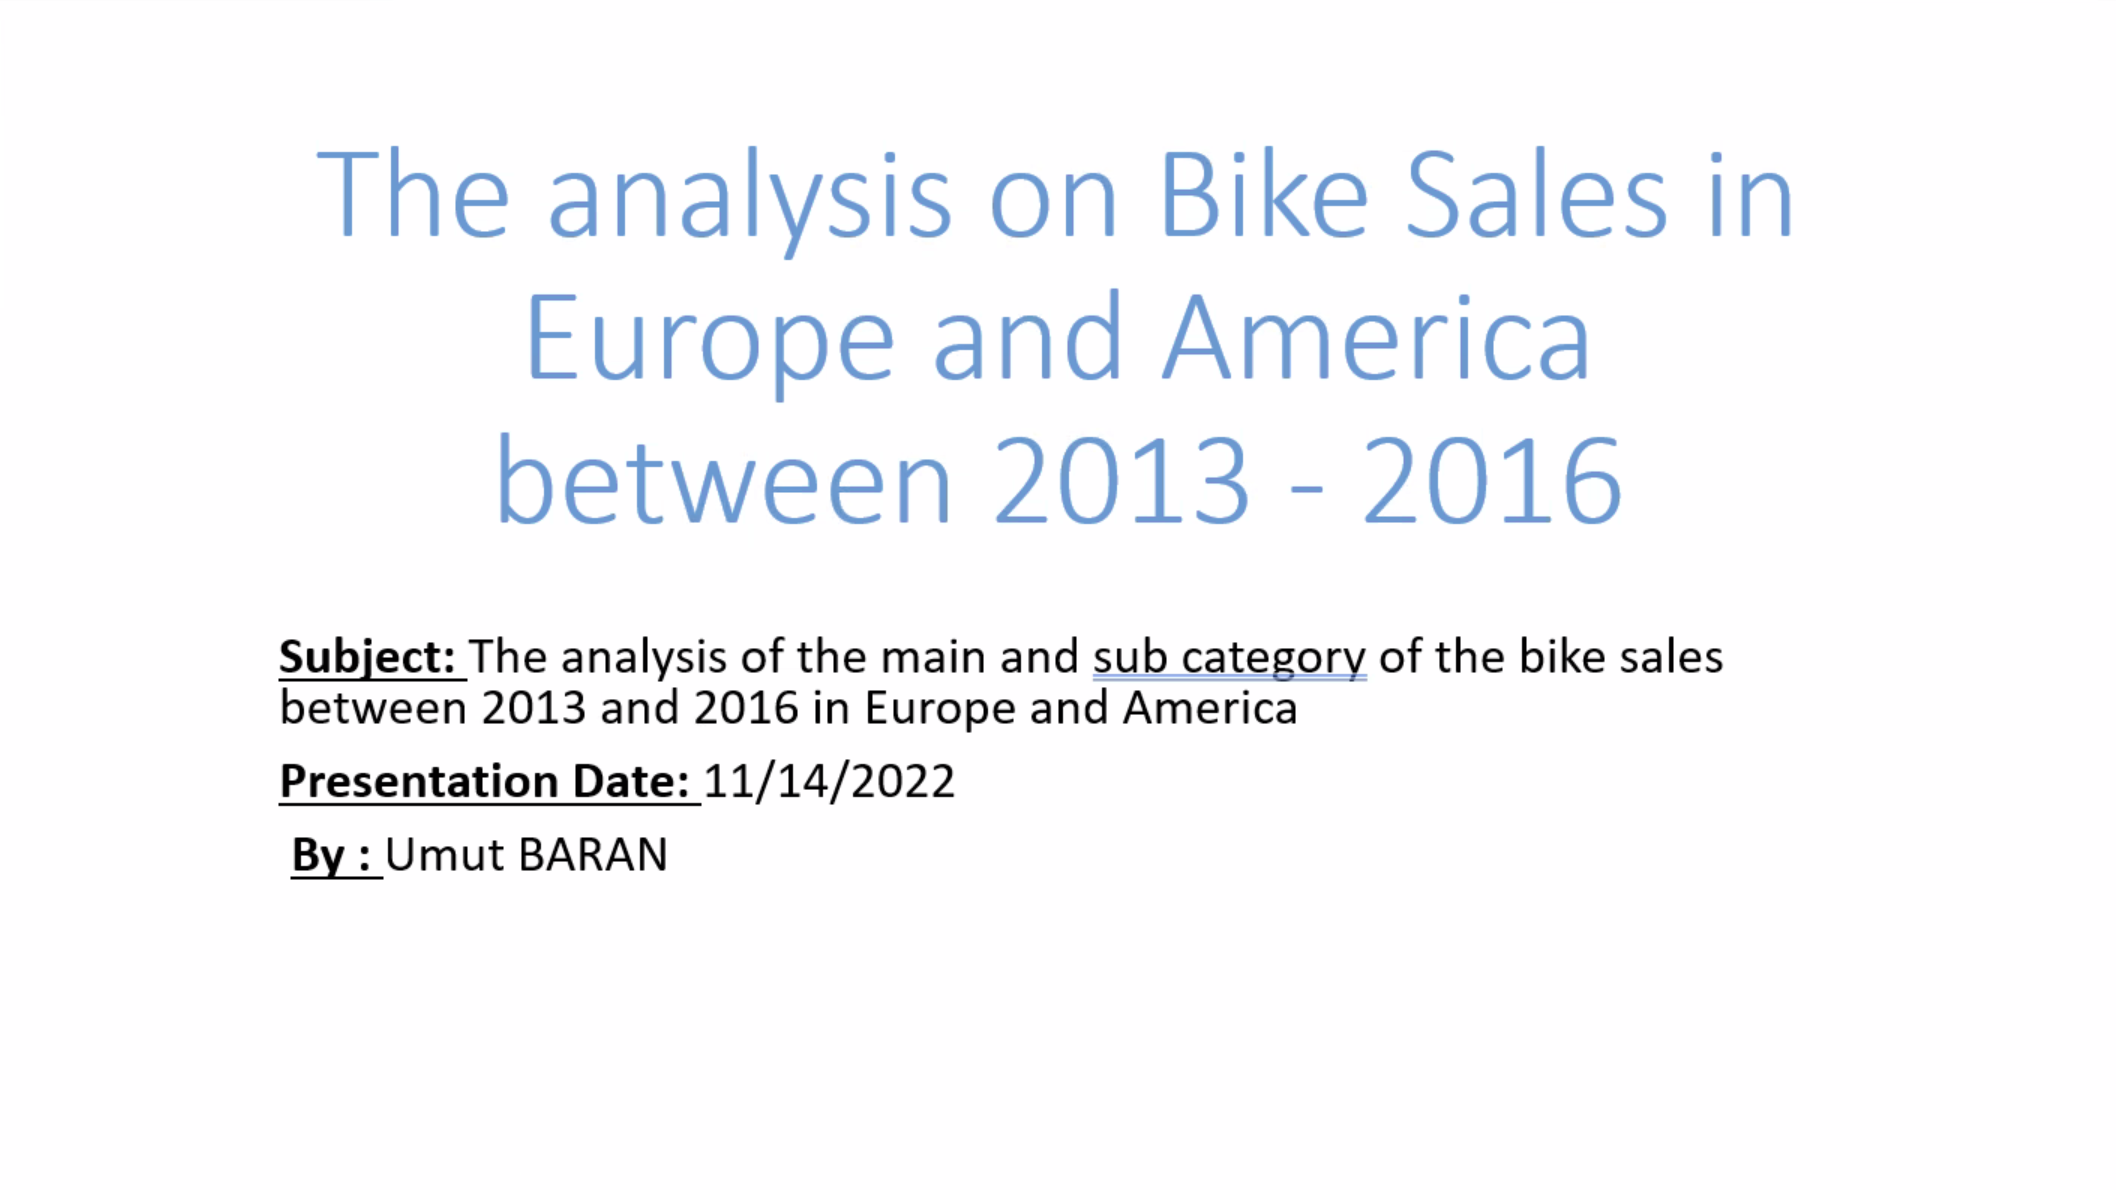 The analysis on Bike Sales in
Europe and America
between 2013 - 2016
Subject: The analysis of the main and sub category of the bike sales
between 2013 and 2016 in Europe and America
Presentation Date: 11/14/2022
By : Umut BARAN